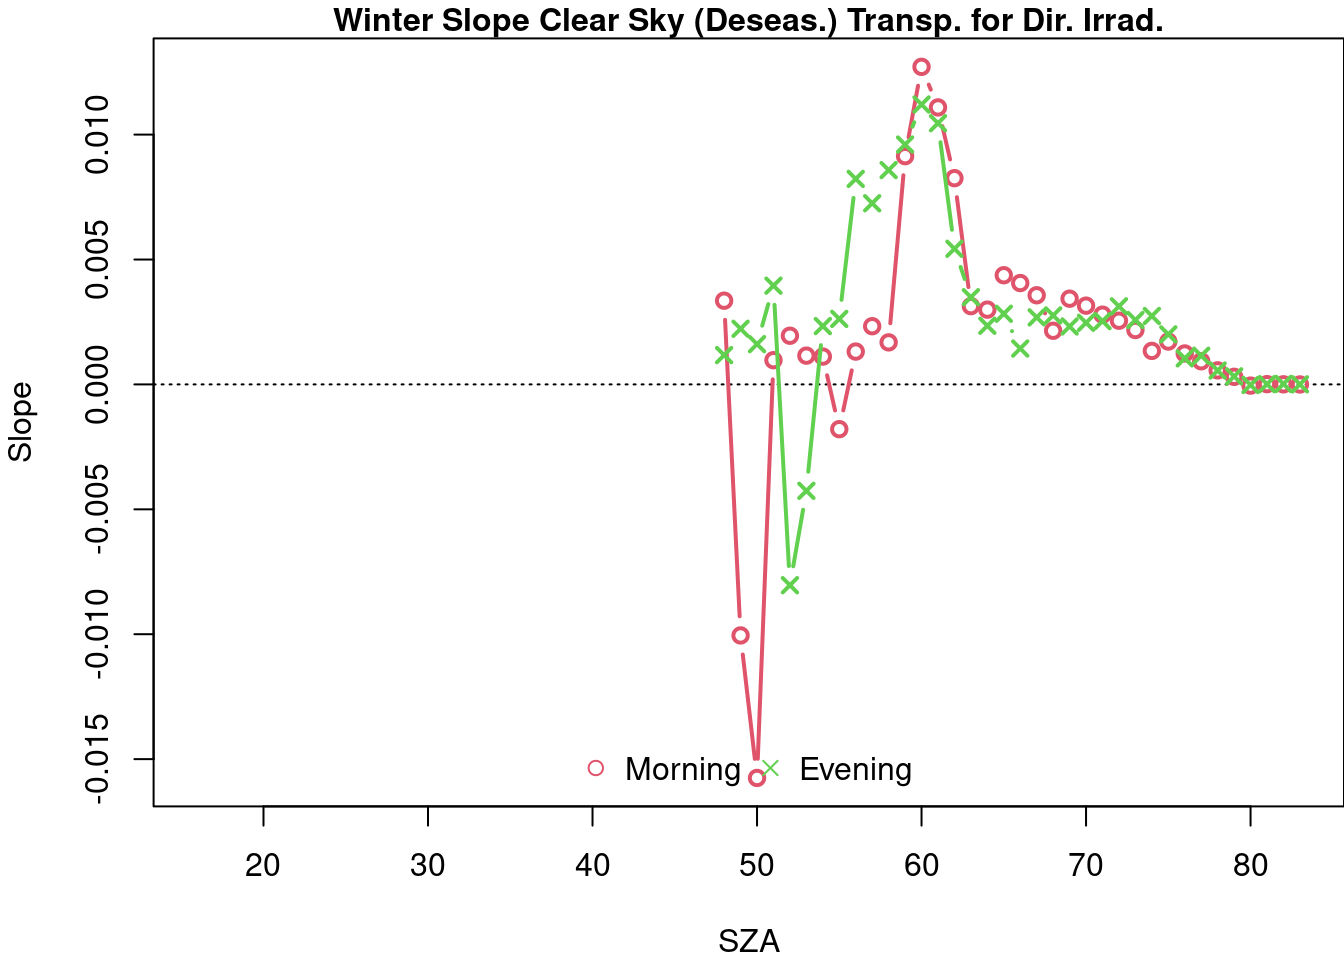 Winter Slope Clear Sky (Deseas.) Transp. for Dir. Irrad.
0.010
0.005
0.000
-0.005
-0.010
-0.015
Slope
Morning Evening
20 30 40 50 60 70 80
SZA